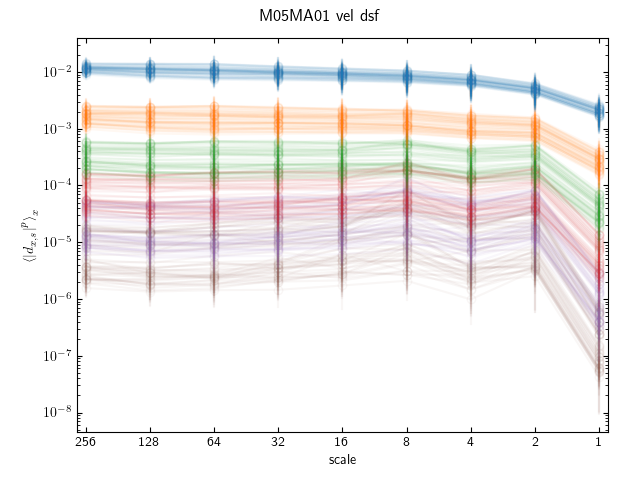 M05MA01 vel dsf
⟨|d_{x,s}|^p⟩_x
10^{-2}
10^{-3}
10^{-4}
10^{-5}
10^{-6}
10^{-7}
10^{-8}
256 128 64 32 16 8 4 2 1
scale